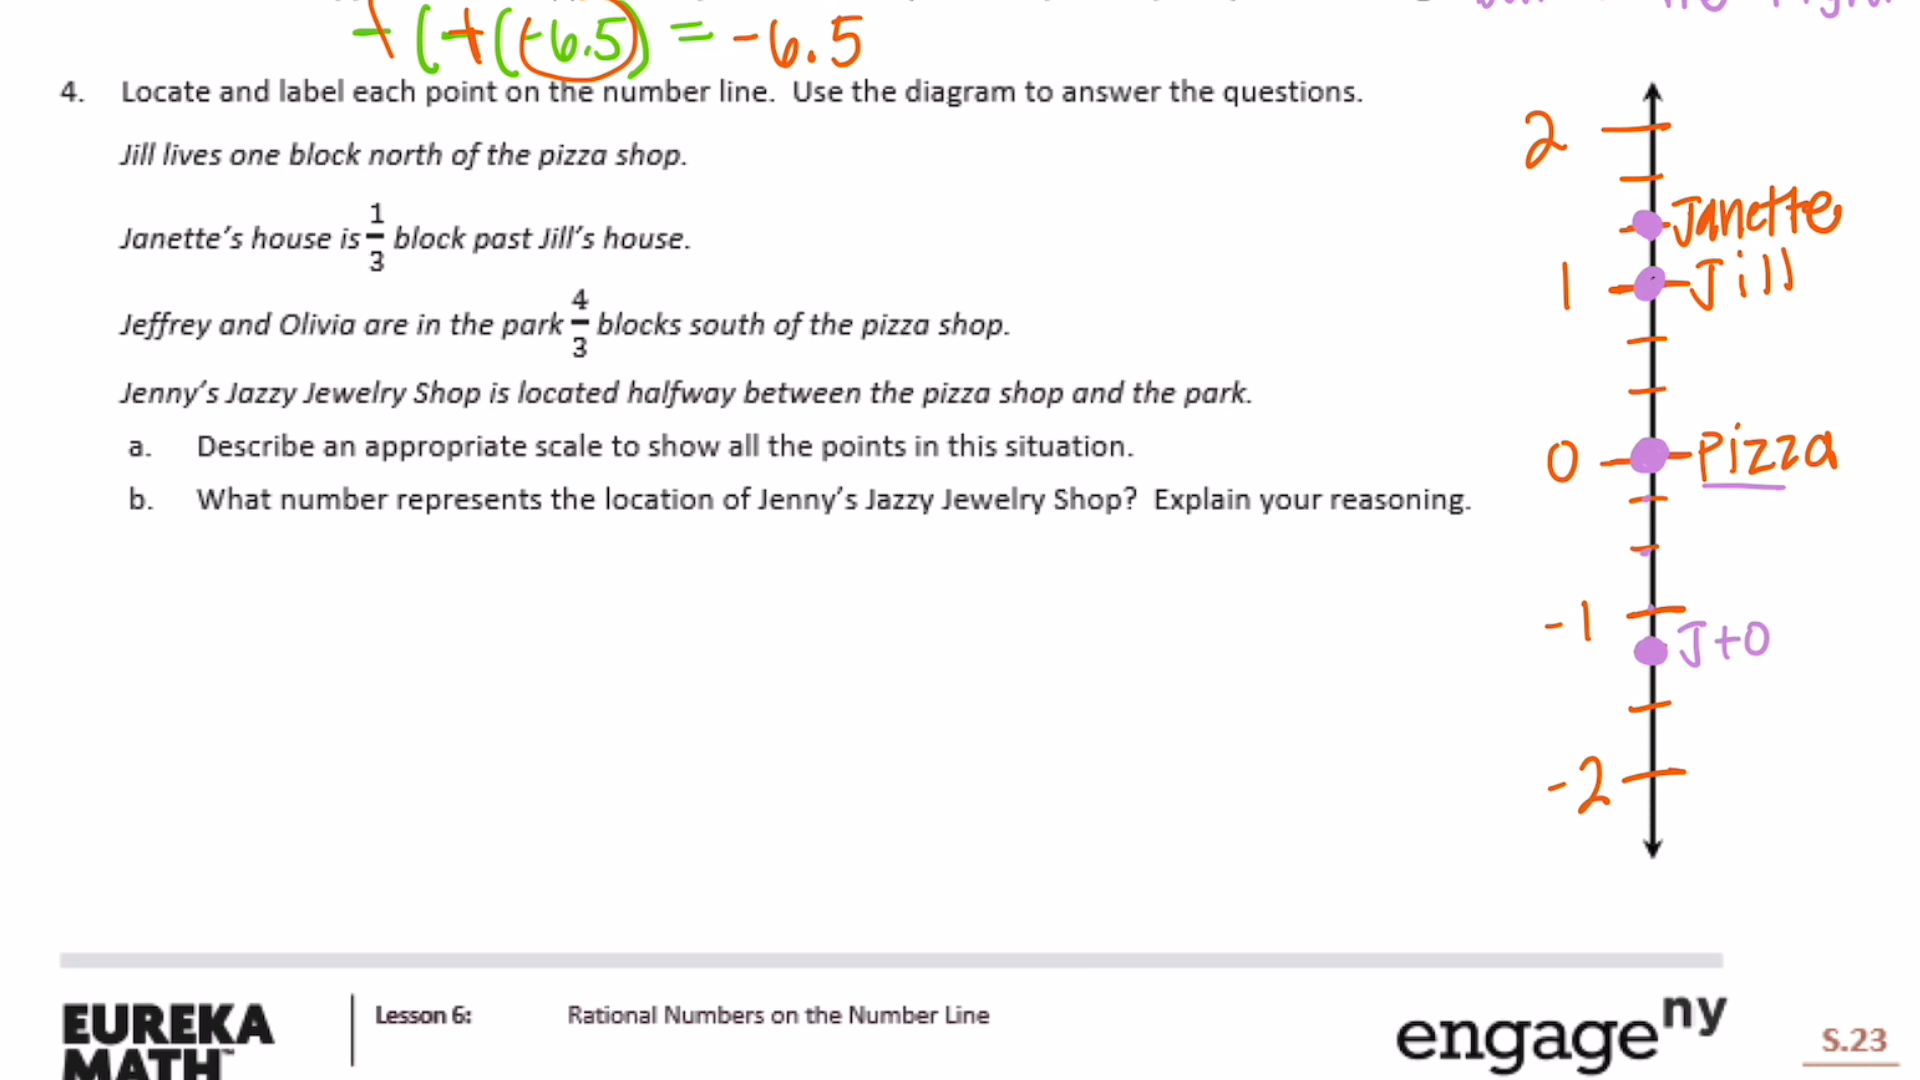 +(+(-6.5)) = -6.5
4. Locate and label each point on the number line. Use the diagram to answer the questions.
Jill lives one block north of the pizza shop.
Janette's house is 1/3 block past Jill's house.
Jeffrey and Olivia are in the park 4/3 blocks south of the pizza shop.
Jenny's Jazzy Jewelry Shop is located halfway between the pizza shop and the park.
a. Describe an appropriate scale to show all the points in this situation.
b. What number represents the location of Jenny's Jazzy Jewelry Shop? Explain your reasoning.
2
Janette
1 Jill
0 Pizza
-1
J+O
-2
EUREKA
MATH™
Lesson 6: Rational Numbers on the Number Line
engage ny
S.23